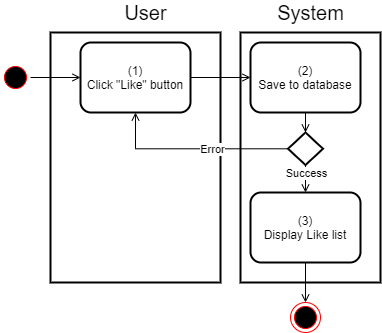 User
System
(1)
Click "Like" button
(2)
Save to database
Error
Success
(3)
Display Like list